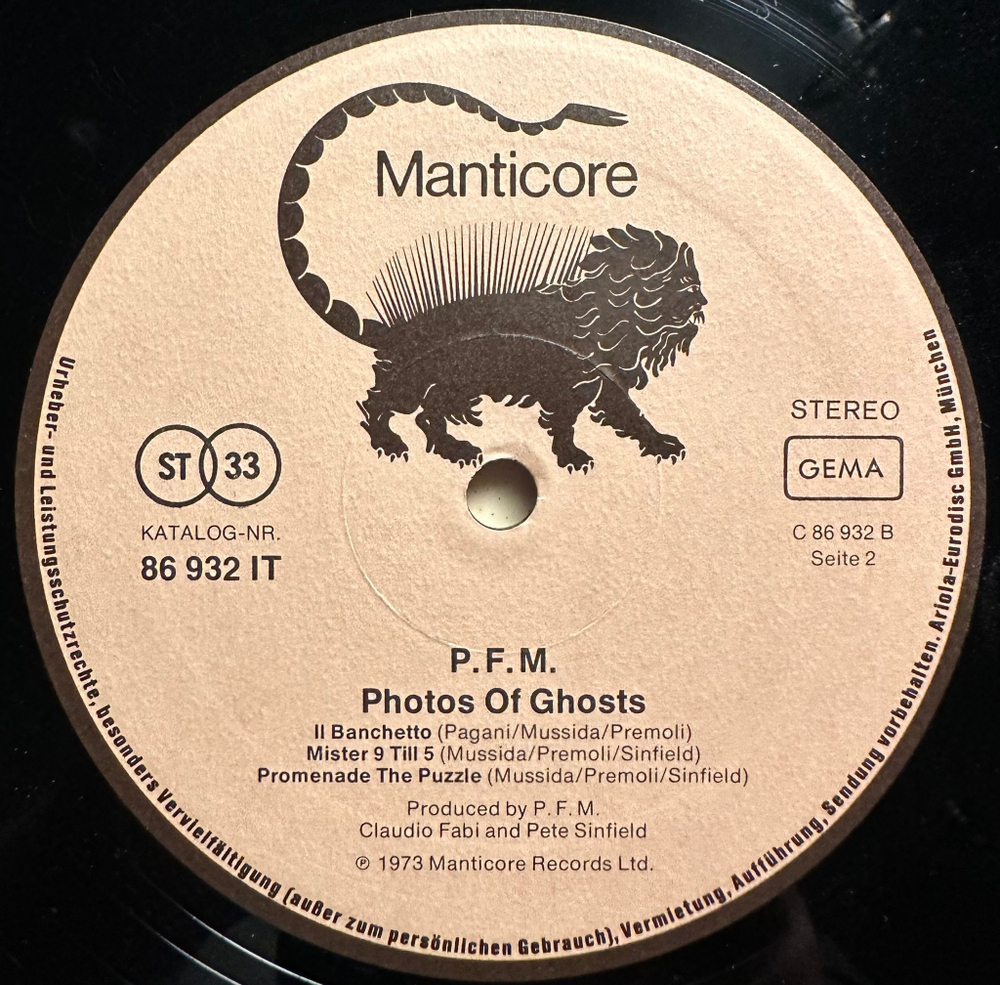 Manticore
STEREO
GEMA
ST 33
KATALOG-NR.
86 932 IT
C 86 932 B
Seite 2
P.F.M.
Photos Of Ghosts
Il Banchetto (Pagani/Mussida/Premoli)
Mister 9 Till 5 (Mussida/Premoli/Sinfield)
Promenade The Puzzle (Mussida/Premoli/Sinfield)
Produced by P.F.M.
Claudio Fabi and Pete Sinfield
℗ 1973 Manticore Records Ltd.
Urheber- und Leistungsschutzrechte, besonders Vervielfältigung (außer zum persönlichen Gebrauch), Vermietung, Aufführung, Sendung vorbehalten. Ariola-Eurodisc GmbH, München